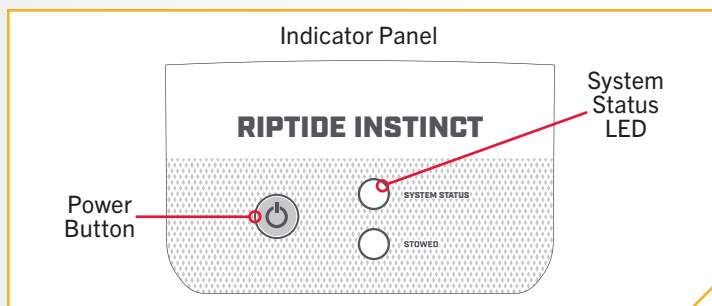 Indicator Panel
System
Status
LED
RIPTIDE INSTINCT
SYSTEM STATUS
Power
Button
STOWED